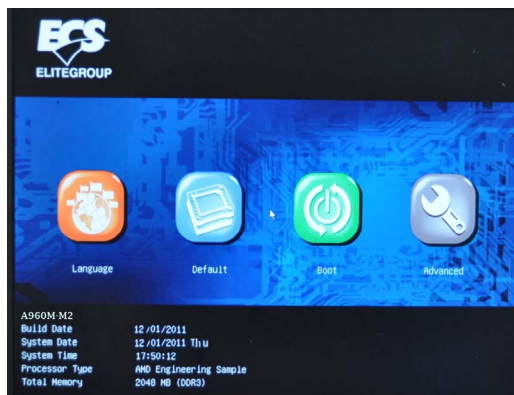 ECS
ELITEGROUP
Language Default Boot Advanced
A960M-M2
Build Date 12/01/2011
System Date 12/01/2011 Thu
System Time 17:50:12
Processor Type AMD Engineering Sample
Total Memory 2048 MB (DDR3)